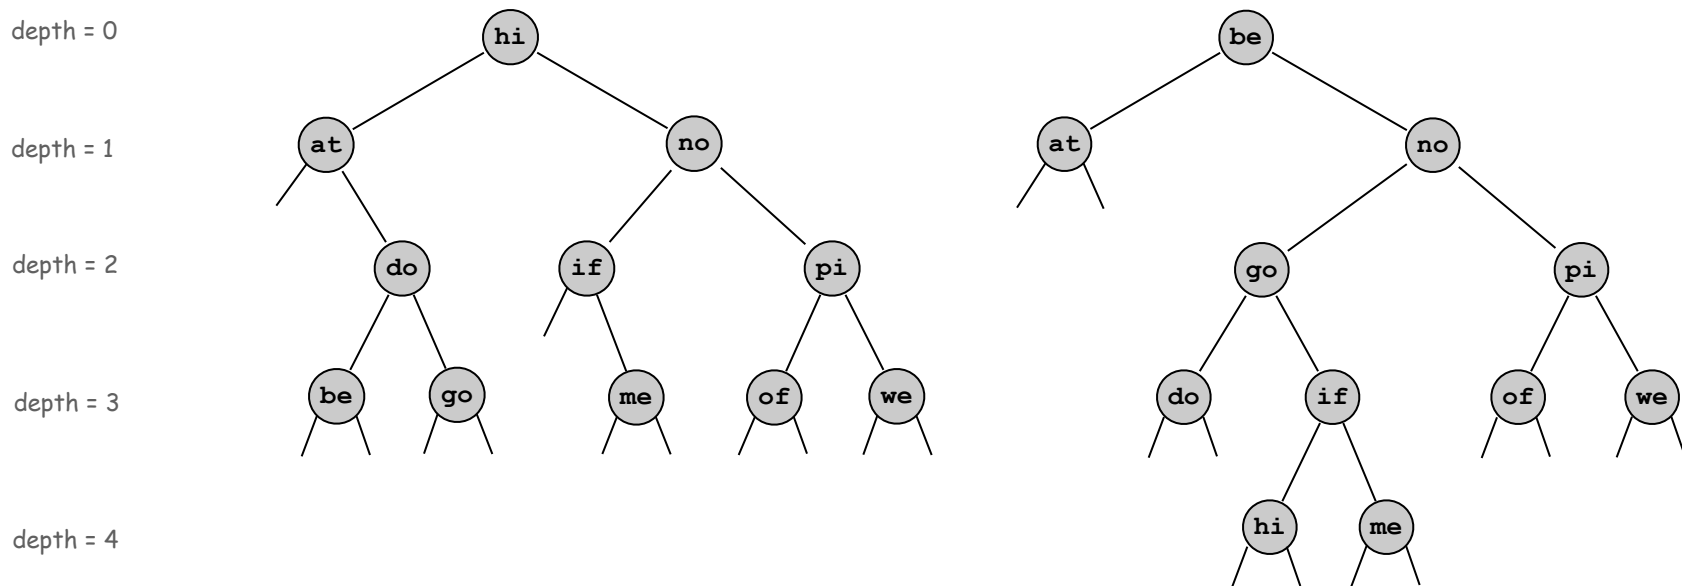 depth = 0 hi be
depth = 1 at no at no
depth = 2 do if pi go pi
depth = 3 be go me of we do if of we
depth = 4 hi me